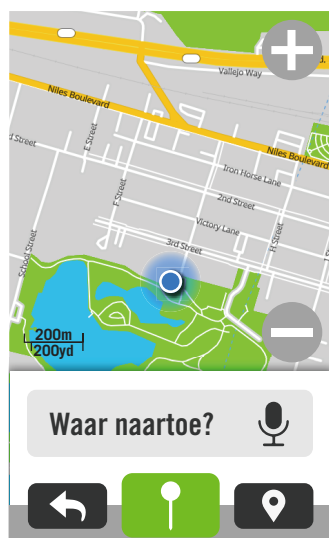 d.
Vallejo Way
Niles Boulevard
Niles Boulevard
d Street
E Street
Iron Horse Lane
F Street
2nd Street
Victory Lane
3rd Street
H Street
School Street
200m
200yd
Waar naartoe?